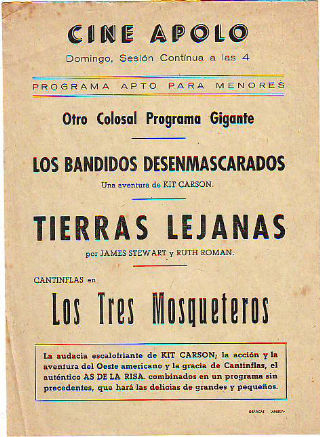 CINE APOLO
Domingo, Sesión Contínua a las 4
PROGRAMA APTO PARA MENORES
Otro Colosal Programa Gigante
LOS BANDIDOS DESENMASCARADOS
Una aventura de KIT CARSON.
TIERRAS LEJANAS
por JAMES STEWART y RUTH ROMAN.
CANTINFLAS en
Los Tres Mosqueteros
La audacia escalofriante de KIT CARSON; la acción y la
aventura del Oeste americano y la gracia de Cantinflas, el
auténtico AS DE LA RISA. combinados en un programa sin
precedentes, que hará las delicias de grandes y pequeños.